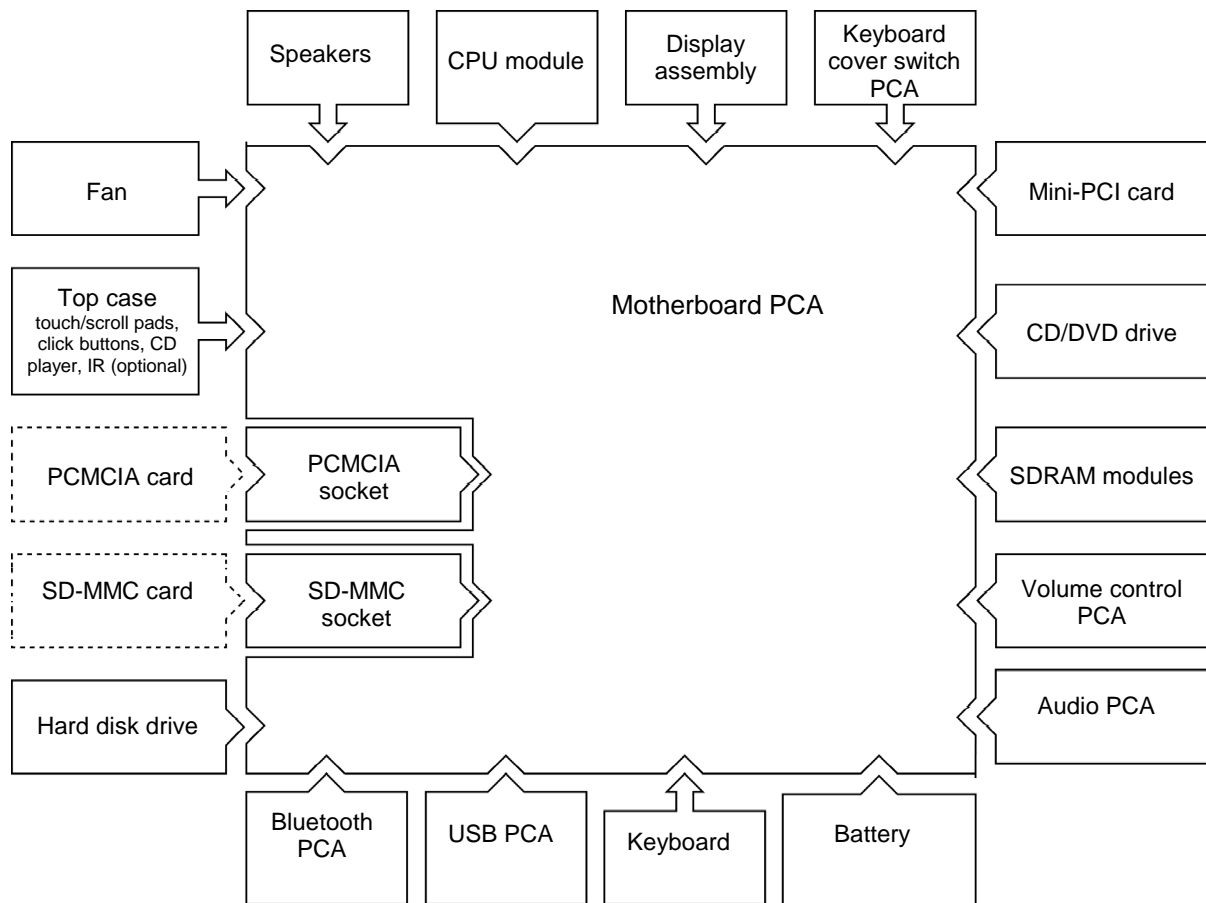 Speakers
CPU module
Display
assembly
Keyboard
cover switch
PCA
Fan
Mini-PCI card
Top case
touch/scroll pads,
click buttons, CD
player, IR (optional)
Motherboard PCA
CD/DVD drive
PCMCIA card
PCMCIA
socket
SDRAM modules
SD-MMC card
SD-MMC
socket
Volume control
PCA
Hard disk drive
Audio PCA
Bluetooth
PCA
USB PCA
Keyboard
Battery